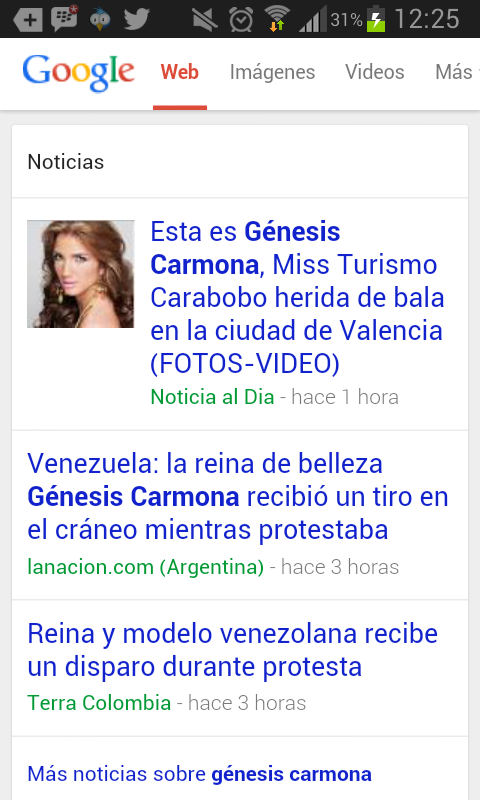 31% 12:25
Google Web Imágenes Videos Más
Noticias
Esta es Génesis
Carmona, Miss Turismo
Carabobo herida de bala
en la ciudad de Valencia
(FOTOS-VIDEO)
Noticia al Dia - hace 1 hora
Venezuela: la reina de belleza
Génesis Carmona recibió un tiro en
el cráneo mientras protestaba
lanacion.com (Argentina) - hace 3 horas
Reina y modelo venezolana recibe
un disparo durante protesta
Terra Colombia - hace 3 horas
Más noticias sobre génesis carmona